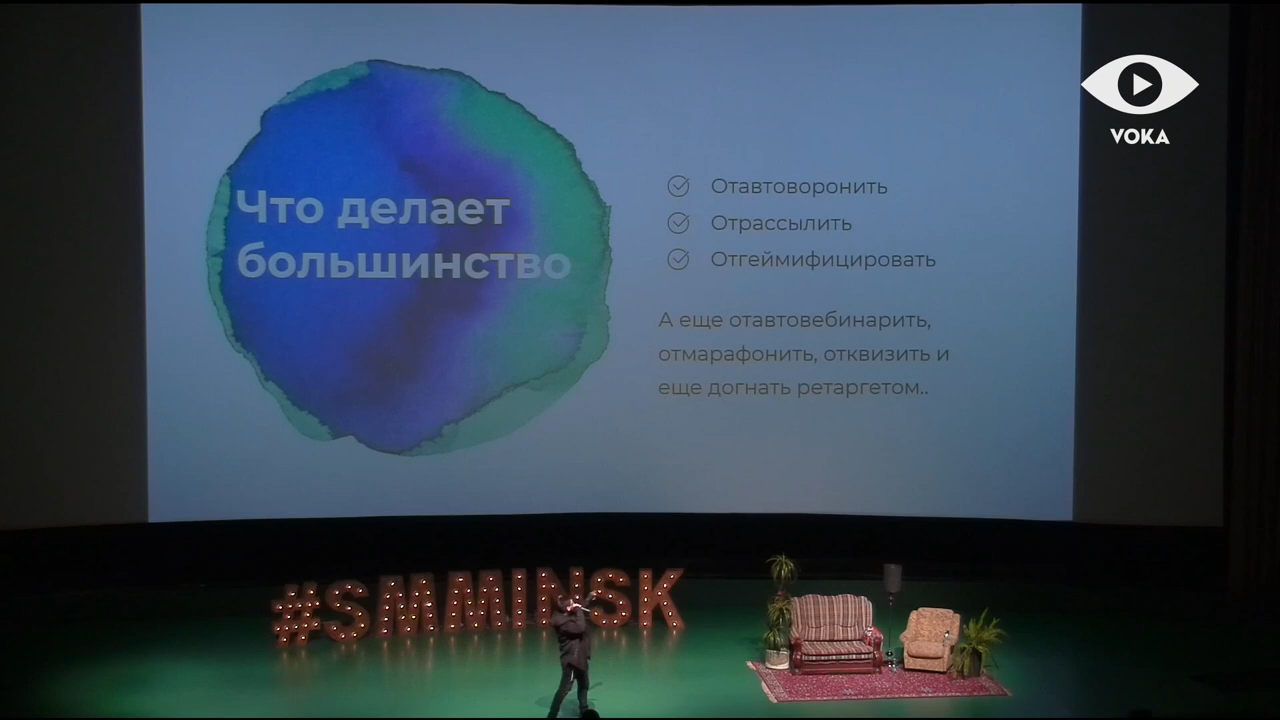 Что делает
большинство
Отавтоворонить
Отрассылить
Отгеймифицировать
А еще отавтовебинарить,
отмарафонить, отквизить и
еще догнать ретаргетом..
VOKA
#SMMINSK